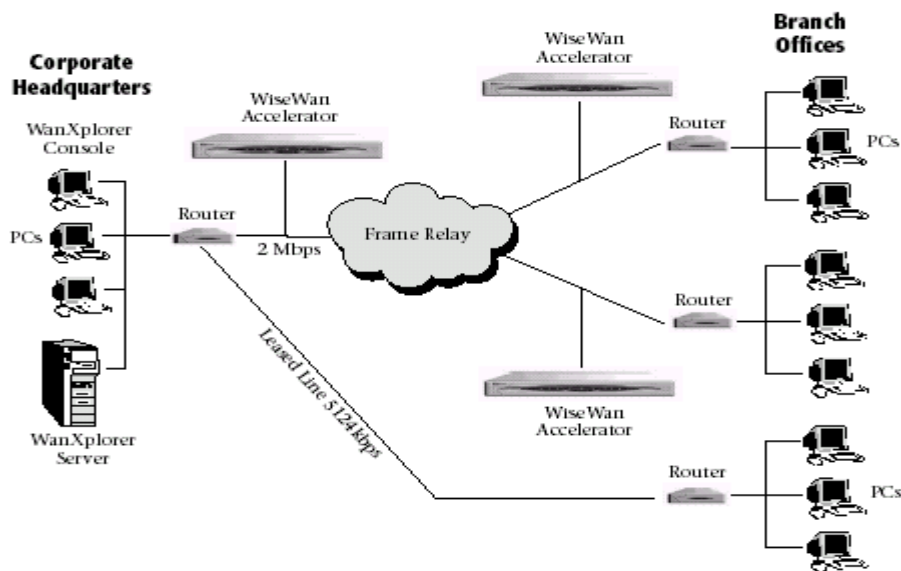 Corporate
Headquarters
WanXplorer
Console
PCs
WanXplorer
Server
Router
WiseWan
Accelerator
2 Mbps
Frame Relay
Leased Line 5124kbps
WiseWan
Accelerator
WiseWan
Accelerator
Branch
Offices
Router
PCs
Router
Router
PCs